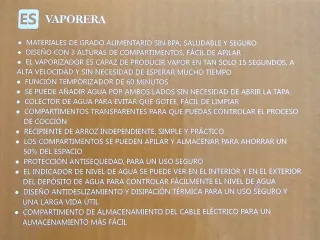 ES VAPORERA
• MATERIALES DE GRADO ALIMENTARIO SIN BPA, SALUDABLE Y SEGURO
• DISEÑO CON 3 ALTURAS DE COMPARTIMENTOS, FÁCIL DE APILAR
• EL VAPORIZADOR ES CAPAZ DE PRODUCIR VAPOR EN TAN SOLO 15 SEGUNDOS, A
ALTA VELOCIDAD Y SIN NECESIDAD DE ESPERAR MUCHO TIEMPO
• FUNCIÓN TEMPORIZADOR DE 60 MINUTOS
• SE PUEDE AÑADIR AGUA POR AMBOS LADOS SIN NECESIDAD DE ABRIR LA TAPA
• COLECTOR DE AGUA PARA EVITAR QUE GOTEE, FÁCIL DE LIMPIAR
• COMPARTIMENTOS TRANSPARENTES PARA QUE PUEDAS CONTROLAR EL PROCESO
DE COCCIÓN
• RECIPIENTE DE ARROZ INDEPENDIENTE, SIMPLE Y PRÁCTICO
• LOS COMPARTIMENTOS SE PUEDEN APILAR Y ALMACENAR PARA AHORRAR UN
50% DEL ESPACIO
• PROTECCIÓN ANTISEQUEDAD, PARA UN USO SEGURO
• EL INDICADOR DE NIVEL DE AGUA SE PUEDE VER EN EL INTERIOR Y EN EL EXTERIOR
DEL DEPÓSITO DE AGUA PARA CONTROLAR FÁCILMENTE EL NIVEL DE AGUA
• DISEÑO ANTIDESLIZAMIENTO Y DISIPACIÓN TÉRMICA PARA UN USO SEGURO Y
UNA LARGA VIDA ÚTIL
• COMPARTIMENTO DE ALMACENAMIENTO DEL CABLE ELÉCTRICO PARA UN
ALMACENAMIENTO MÁS FÁCIL